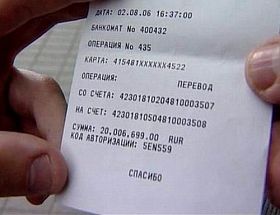 ДАТА: 02.08.06 16:37:00
БАНКОМАТ No 400432
ОПЕРАЦИЯ No 435
КАРТА: 415481XXXXXX4522
ОПЕРАЦИЯ: ПЕРЕВОД
СО СЧЕТА: 42301810204810003507
НА СЧЕТ: 42301810504810003508
СУММА: 20.006.699.00 RUR
КОД АВТОРИЗАЦИИ: 5EN559
СПАСИБО